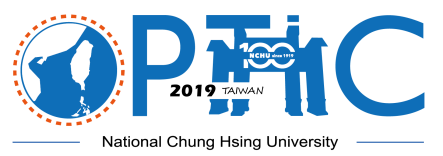 OPTIC
100 NCHU since 1919
2019 TAIWAN
National Chung Hsing University